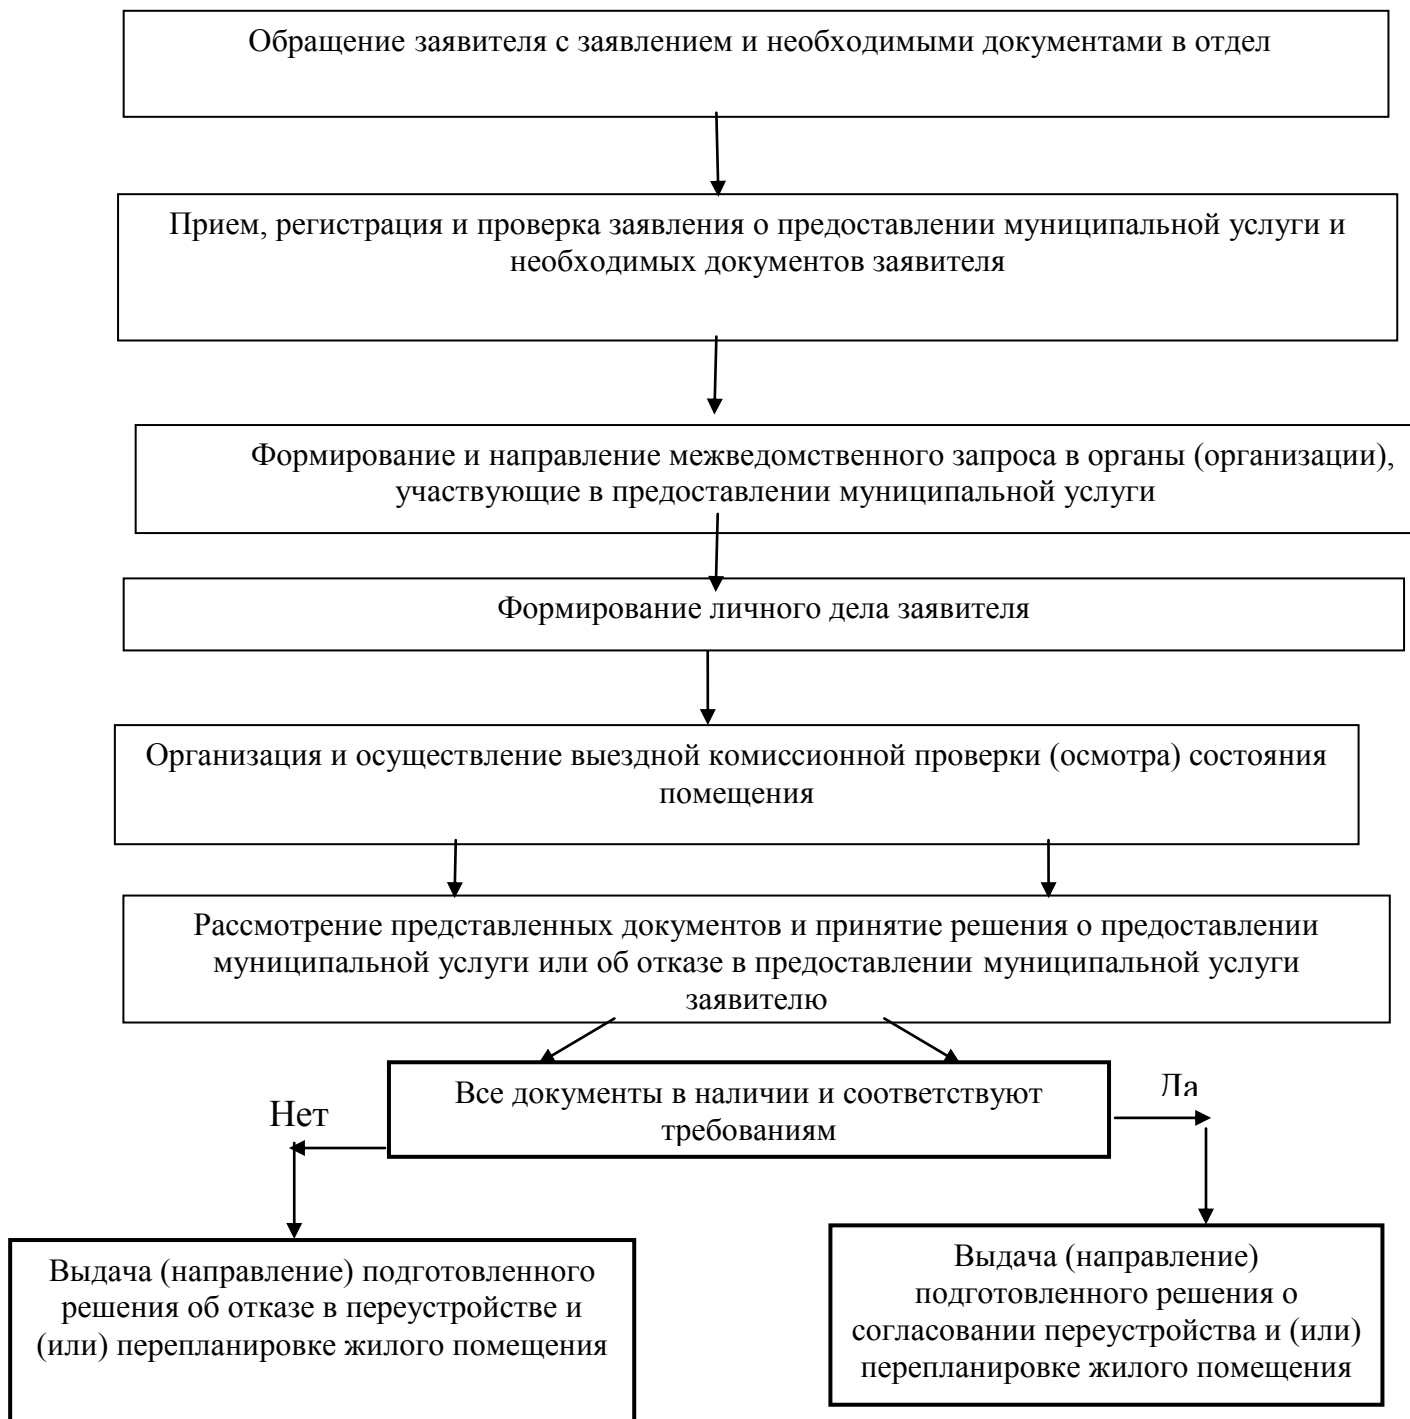 Обращение заявителя с заявлением и необходимыми документами в отдел
Прием, регистрация и проверка заявления о предоставлении муниципальной услуги и
необходимых документов заявителя
Формирование и направление межведомственного запроса в органы (организации),
участвующие в предоставлении муниципальной услуги
Формирование личного дела заявителя
Организация и осуществление выездной комиссионной проверки (осмотра) состояния
помещения
Рассмотрение представленных документов и принятие решения о предоставлении
муниципальной услуги или об отказе в предоставлении муниципальной услуги
заявителю
Все документы в наличии и соответствуют
требованиям
Нет
Да
Выдача (направление) подготовленного
решения об отказе в переустройстве и
(или) перепланировке жилого помещения
Выдача (направление)
подготовленного решения о
согласовании переустройства и (или)
перепланировке жилого помещения